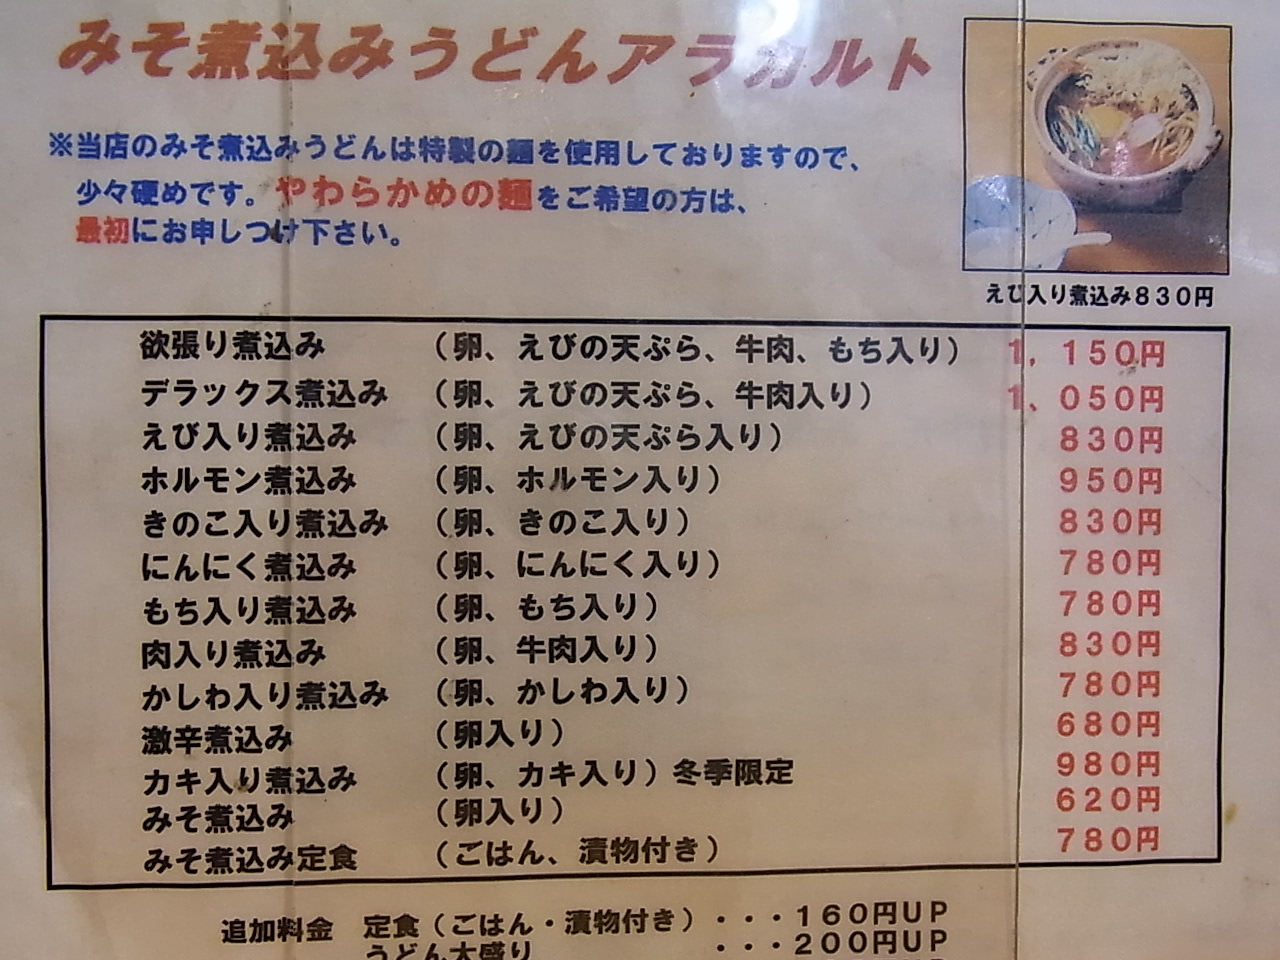 みそ煮込みうどんアラカルト
※当店のみそ煮込みうどんは特製の麺を使用しておりますので、
少々硬めです。やわらかめの麺をご希望の方は、
最初にお申しつけ下さい。
えび入り煮込み830円
欲張り煮込み （卵、えびの天ぷら、牛肉、もち入り） 1，150円
デラックス煮込み （卵、えびの天ぷら、牛肉入り） 1、050円
えび入り煮込み （卵、えびの天ぷら入り） 830円
ホルモン煮込み （卵、ホルモン入り） 950円
きのこ入り煮込み （卵、きのこ入り） 830円
にんにく煮込み （卵、にんにく入り） 780円
もち入り煮込み （卵、もち入り） 780円
肉入り煮込み （卵、牛肉入り） 830円
かしわ入り煮込み （卵、かしわ入り） 780円
激辛煮込み （卵入り） 680円
カキ入り煮込み （卵、カキ入り）冬季限定 980円
みそ煮込み （卵入り） 620円
みそ煮込み定食 （ごはん、漬物付き） 780円
追加料金 定食（ごはん・漬物付き）・・・160円UP
うどん大盛り ・・・200円UP